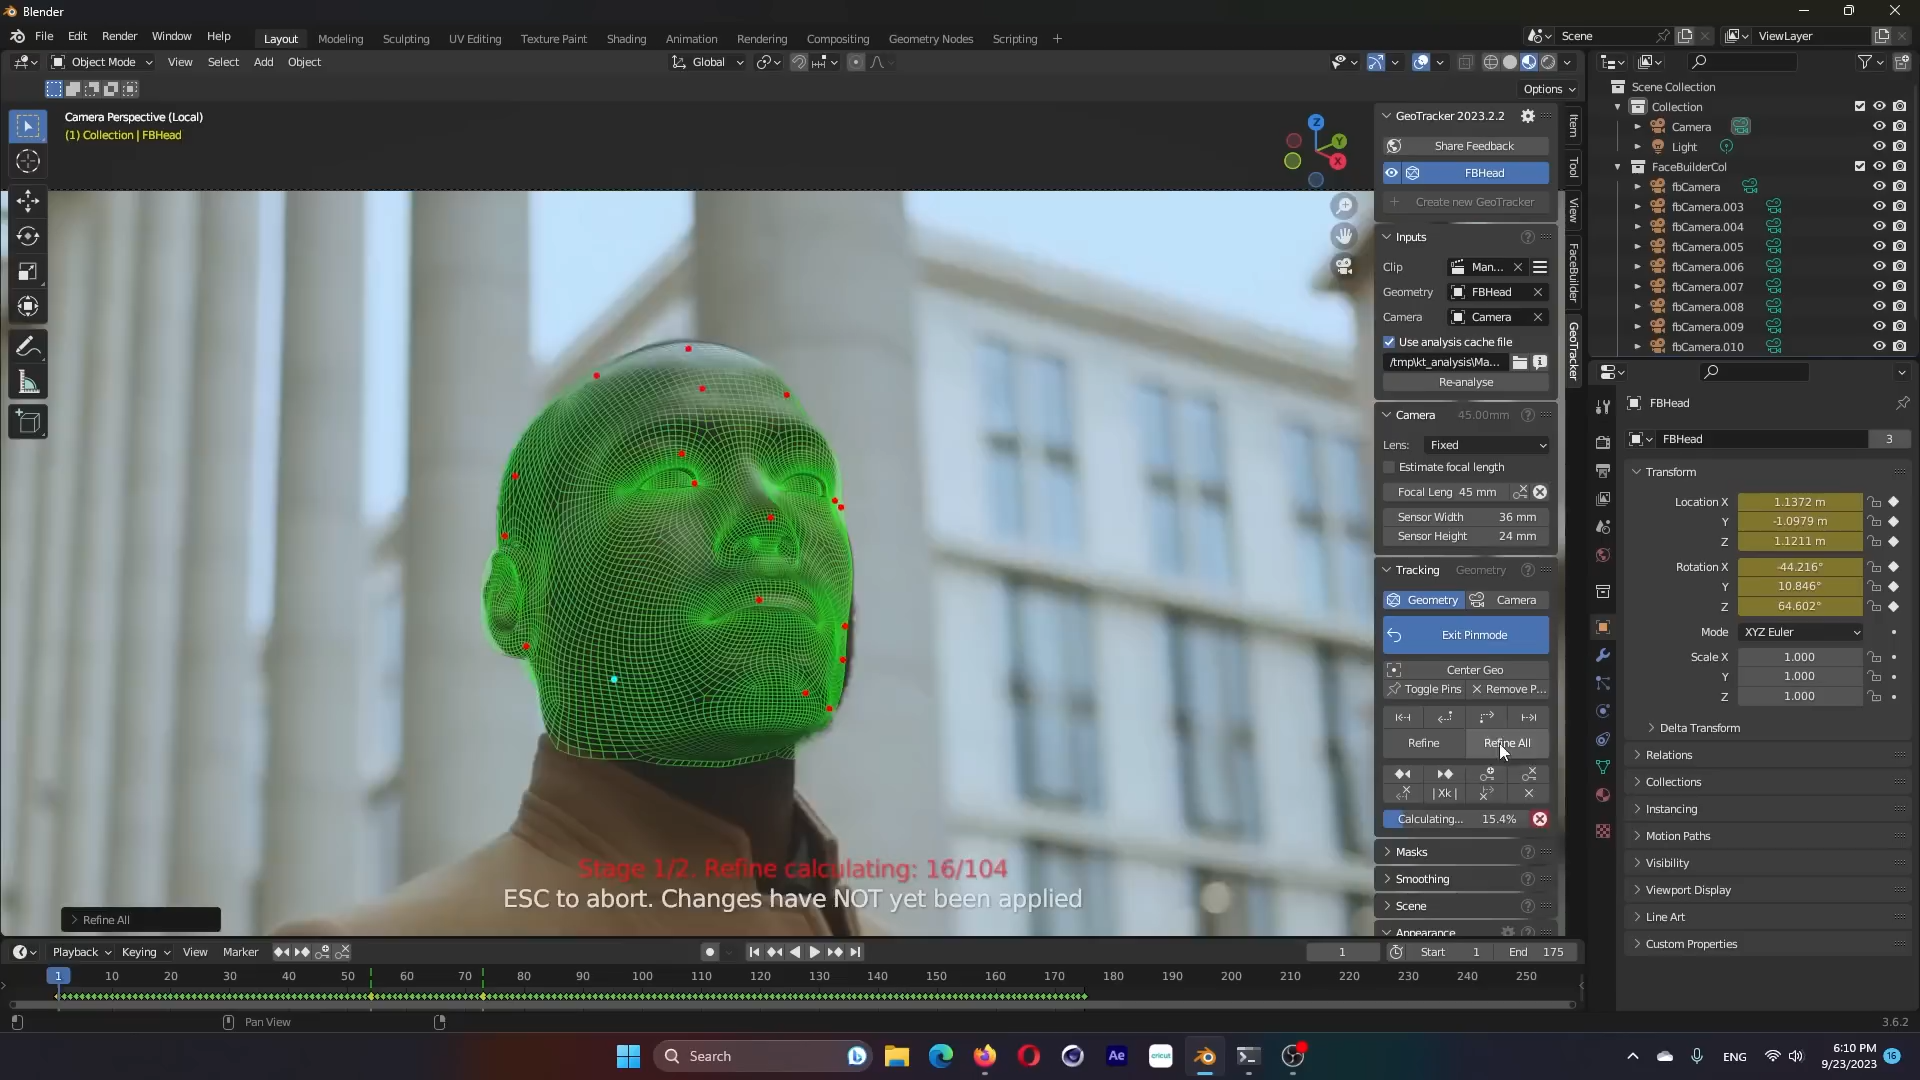 Blender
File Edit Render Window Help
Layout Modeling Sculpting UV Editing Texture Paint Shading Animation Rendering Compositing Geometry Nodes Scripting +
Scene
ViewLayer
Object Mode View Select Add Object
Global
Options
Camera Perspective (Local)
(1) Collection | FBHead
Z
Y
X
GeoTracker 2023.2.2
Share Feedback
FBHead
Create new GeoTracker
Inputs
Clip Man...
Geometry FBHead
Camera Camera
Use analysis cache file
/tmp\kt_analysis\Ma...
Re-analyse
Camera 45.00mm
Lens: Fixed
Estimate focal length
Focal Leng 45 mm
Sensor Width 36 mm
Sensor Height 24 mm
Tracking Geometry
Geometry Camera
Exit Pinmode
Center Geo
Toggle Pins Remove P...
Refine Refine All
|Xk|
Calculating... 15.4%
Masks
Smoothing
Scene
Appearance
Item
Tool
View
FaceBuilder
GeoTracker
Scene Collection
Collection
Camera
Light
FaceBuilderCol
fbCamera
fbCamera.003
fbCamera.004
fbCamera.005
fbCamera.006
fbCamera.007
fbCamera.008
fbCamera.009
fbCamera.010
FBHead
FBHead 3
Transform
Location X 1.1372 m
Y -1.0979 m
Z 1.1211 m
Rotation X -44.216°
Y 10.846°
Z 64.602°
Mode XYZ Euler
Scale X 1.000
Y 1.000
Z 1.000
Delta Transform
Relations
Collections
Instancing
Motion Paths
Visibility
Viewport Display
Line Art
Custom Properties
Stage 1/2. Refine calculating: 16/104
ESC to abort. Changes have NOT yet been applied
Refine All
Playback Keying View Marker
1 Start 1 End 175
1 10 20 30 40 50 60 70 80 90 100 110 120 130 140 150 160 170 180 190 200 210 220 230 240 250
Pan View
3.6.2
Search
Ae
cricut
ENG
6:10 PM
9/23/2023
16